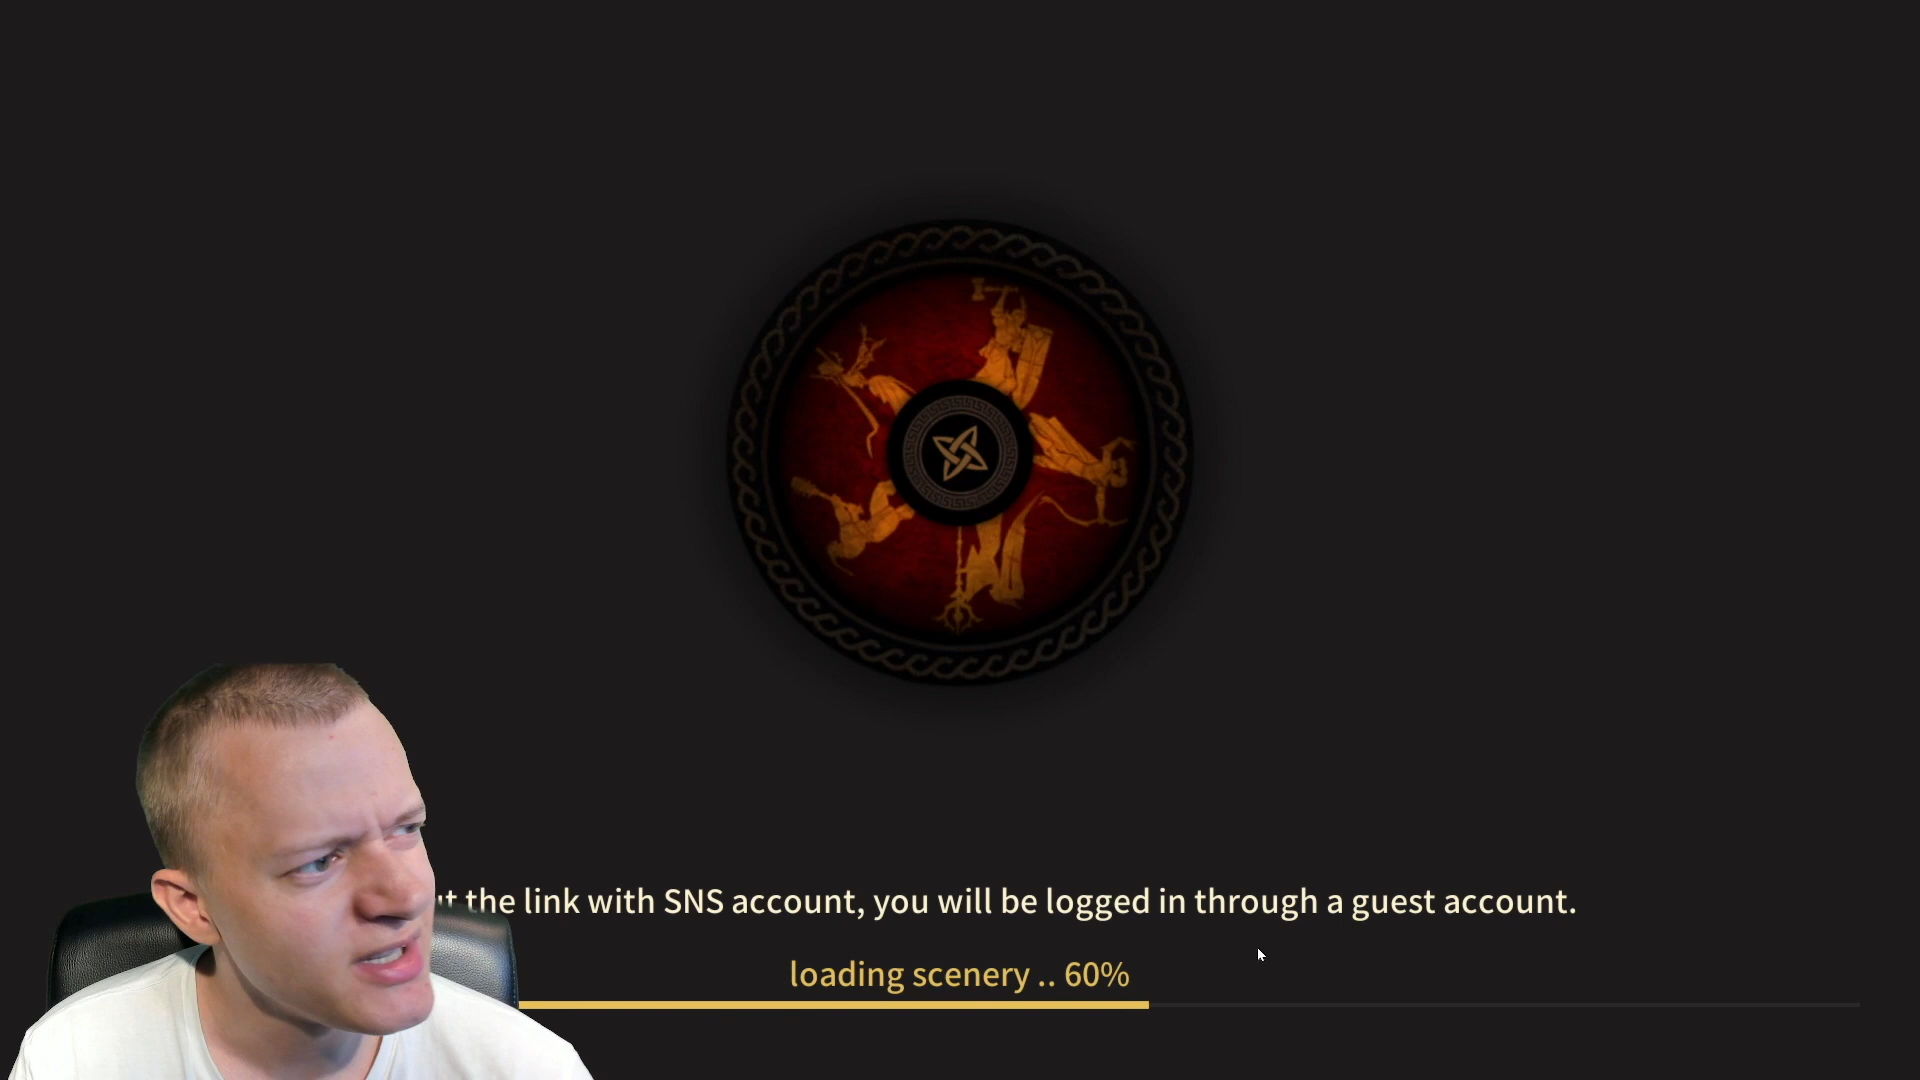 the link with SNS account, you will be logged in through a guest account.
loading scenery .. 60%